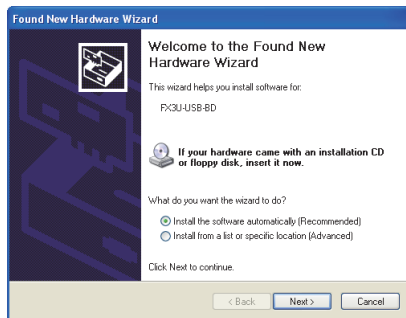 Found New Hardware Wizard
Welcome to the Found New
Hardware Wizard
This wizard helps you install software for:
FX3U-USB-BD
If your hardware came with an installation CD
or floppy disk, insert it now.
What do you want the wizard to do?
Install the software automatically (Recommended)
Install from a list or specific location (Advanced)
Click Next to continue.
< Back
Next >
Cancel